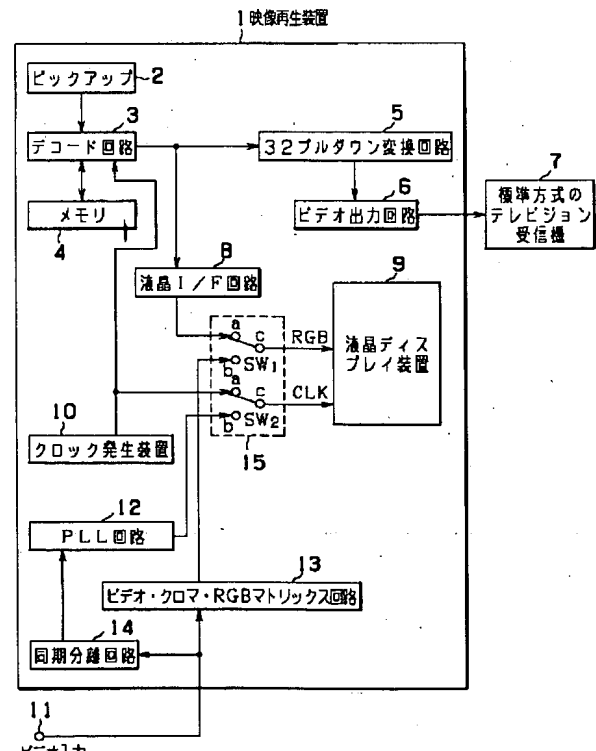 1 映像再生装置
ピックアップ 2
3
デコード回路
5
32プルダウン変換回路
メモリ
4
6
ビデオ出力回路
7
標準方式の
テレビジョン
受信機
8
液晶I/F回路
9
液晶ディス
プレイ装置
a
c
RGB
b
SW1
a
c
CLK
b
SW2
15
10
クロック発生装置
12
PLL回路
13
ビデオ・クロマ・RGBマトリックス回路
14
同期分離回路
11
ビデオ入力